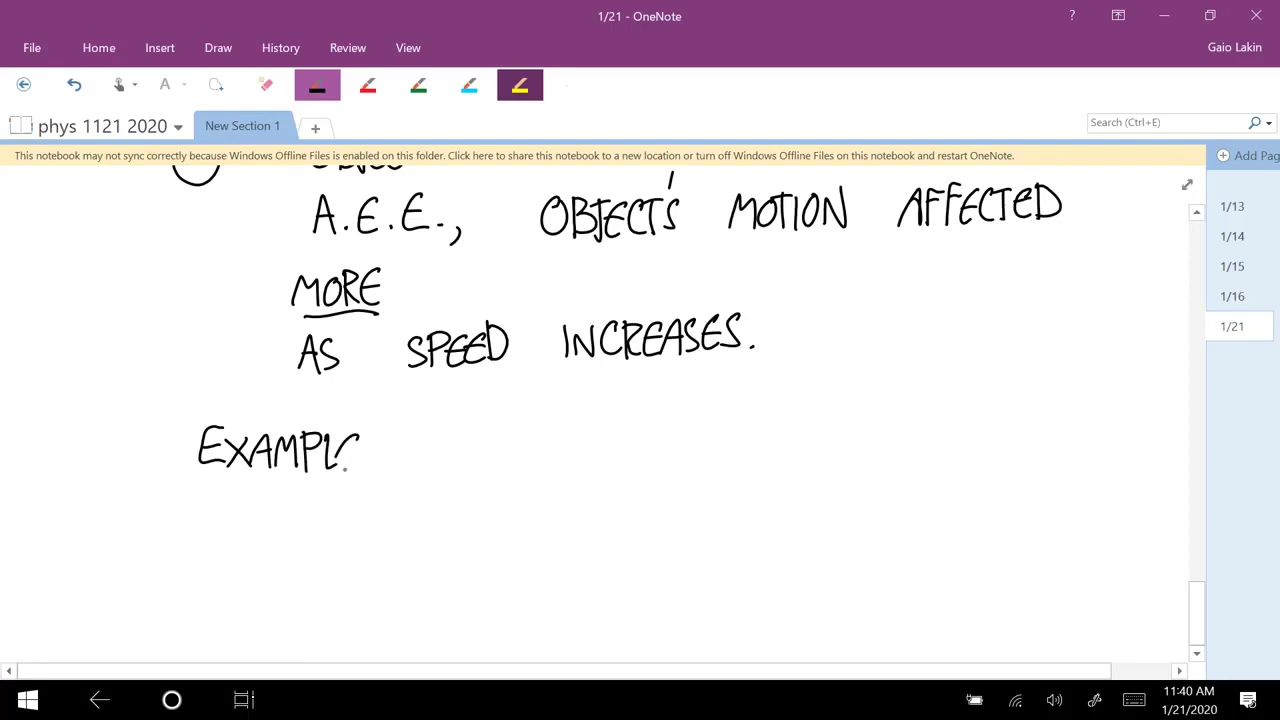 1/21 - OneNote
?
File Home Insert Draw History Review View Gaio Lakin
A
phys 1121 2020 New Section 1 + Search (Ctrl+E)
This notebook may not sync correctly because Windows Offline Files is enabled on this folder. Click here to share this notebook to a new location or turn off Windows Offline Files on this notebook and restart OneNote.
Add Pag
1/13
1/14
1/15
1/16
1/21
A.E.E., OBJECT'S MOTION AFFECTED
MORE
AS SPEED INCREASES.
EXAMPL
11:40 AM
1/21/2020